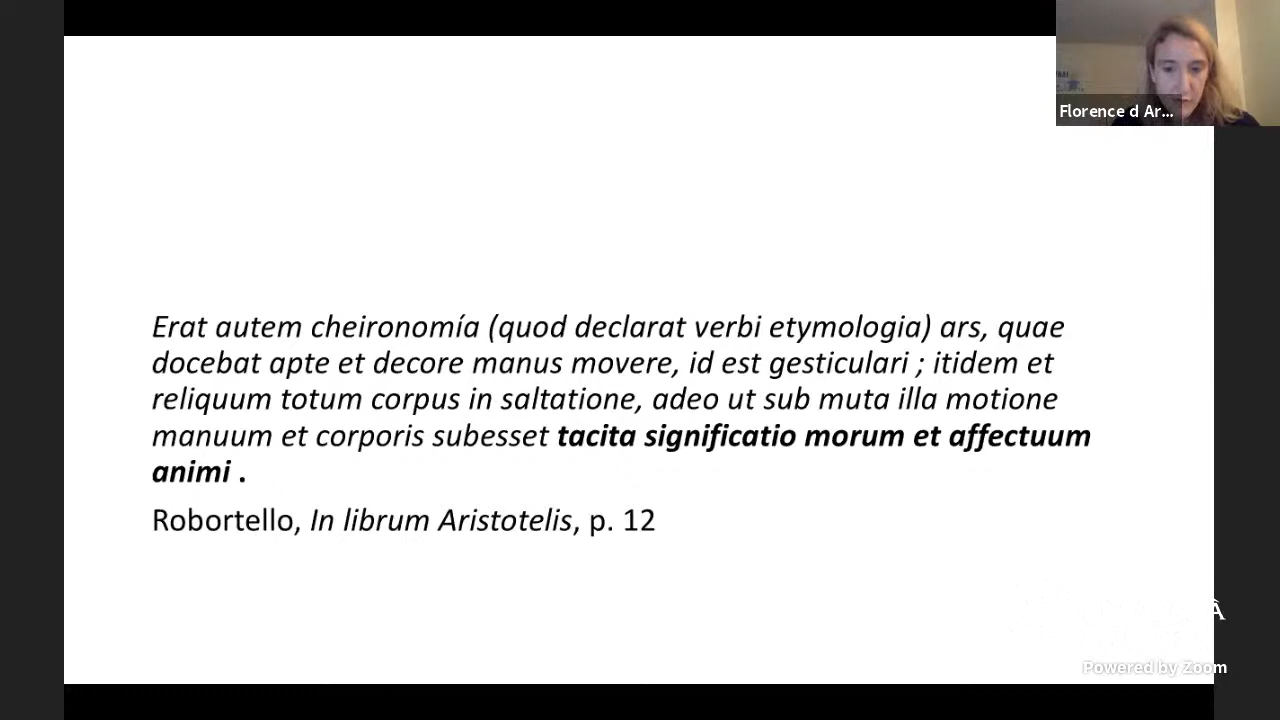 Florence d Ar...
Erat autem cheironomía (quod declarat verbi etymologia) ars, quae
docebat apte et decore manus movere, id est gesticulari ; itidem et
reliquum totum corpus in saltatione, adeo ut sub muta illa motione
manuum et corporis subesset tacita significatio morum et affectuum
animi .
Robortello, In librum Aristotelis, p. 12
Powered by Zoom